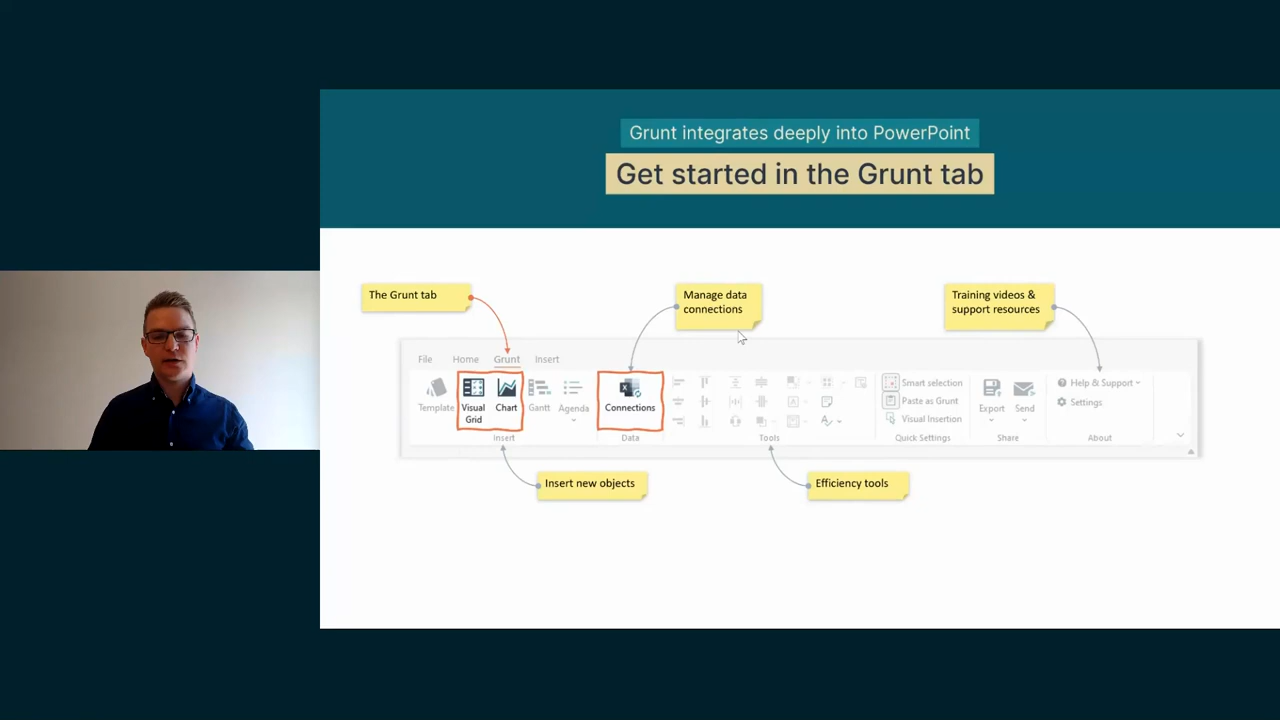 Grunt integrates deeply into PowerPoint
Get started in the Grunt tab
The Grunt tab
Manage data
connections
Training videos &
support resources
File
Home
Grunt
Insert
Template
Visual
Grid
Chart
Gantt
Agenda
Connections
Smart selection
Paste as Grunt
Visual Insertion
Export
Send
Help & Support
Settings
Insert
Data
Tools
Quick Settings
Share
About
Insert new objects
Efficiency tools